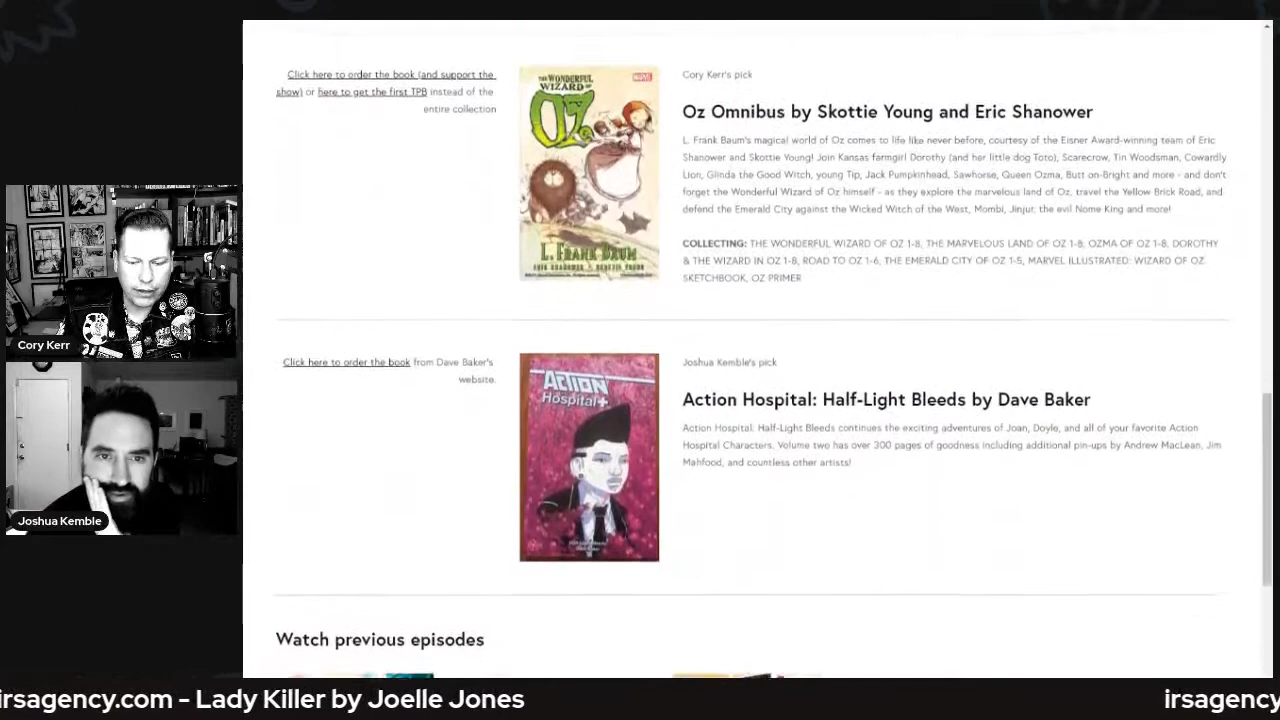 Click here to order the book (and support the
show) or here to get the first TPB instead of the
entire collection
THE WONDERFUL
WIZARD OF
OZ
L. FRANK BAUM
Cory Kerr's pick
Oz Omnibus by Skottie Young and Eric Shanower
L. Frank Baum's magical world of Oz comes to life like never before, courtesy of the Eisner Award-winning team of Eric
Shanower and Skottie Young! Join Kansas farmgirl Dorothy (and her little dog Toto), Scarecrow, Tin Woodsman, Cowardly
Lion, Glinda the Good Witch, young Tip, Jack Pumpkinhead, Sawhorse, Queen Ozma, Butt on-Bright and more - and don't
forget the Wonderful Wizard of Oz himself - as they explore the marvelous land of Oz, travel the Yellow Brick Road, and
defend the Emerald City against the Wicked Witch of the West, Mombi, Jinjur, the evil Nome King and more!
COLLECTING: THE WONDERFUL WIZARD OF OZ 1-8, THE MARVELOUS LAND OF OZ 1-8, OZMA OF OZ 1-8, DOROTHY
& THE WIZARD IN OZ 1-8, ROAD TO OZ 1-6, THE EMERALD CITY OF OZ 1-5, MARVEL ILLUSTRATED: WIZARD OF OZ
SKETCHBOOK, OZ PRIMER
Cory Kerr
Click here to order the book from Dave Baker's
website.
ACTION
Hospital+
Joshua Kemble's pick
Action Hospital: Half-Light Bleeds by Dave Baker
Action Hospital: Half-Light Bleeds continues the exciting adventures of Joan, Doyle, and all of your favorite Action
Hospital Characters. Volume two has over 300 pages of goodness including additional pin-ups by Andrew MacLean, Jim
Mahfood, and countless other artists!
Joshua Kemble
Watch previous episodes
irsagency.com - Lady Killer by Joelle Jones
irsagency